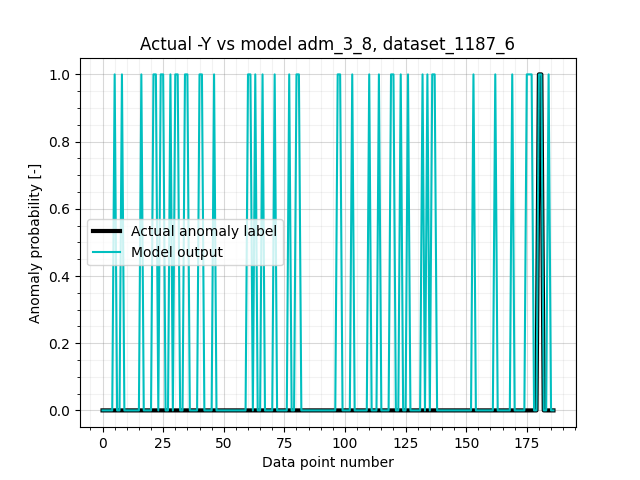 Actual -Y vs model adm_3_8, dataset_1187_6
Anomaly probability [-]
1.0
0.8
0.6
0.4
0.2
0.0
Actual anomaly label
Model output
0 25 50 75 100 125 150 175
Data point number